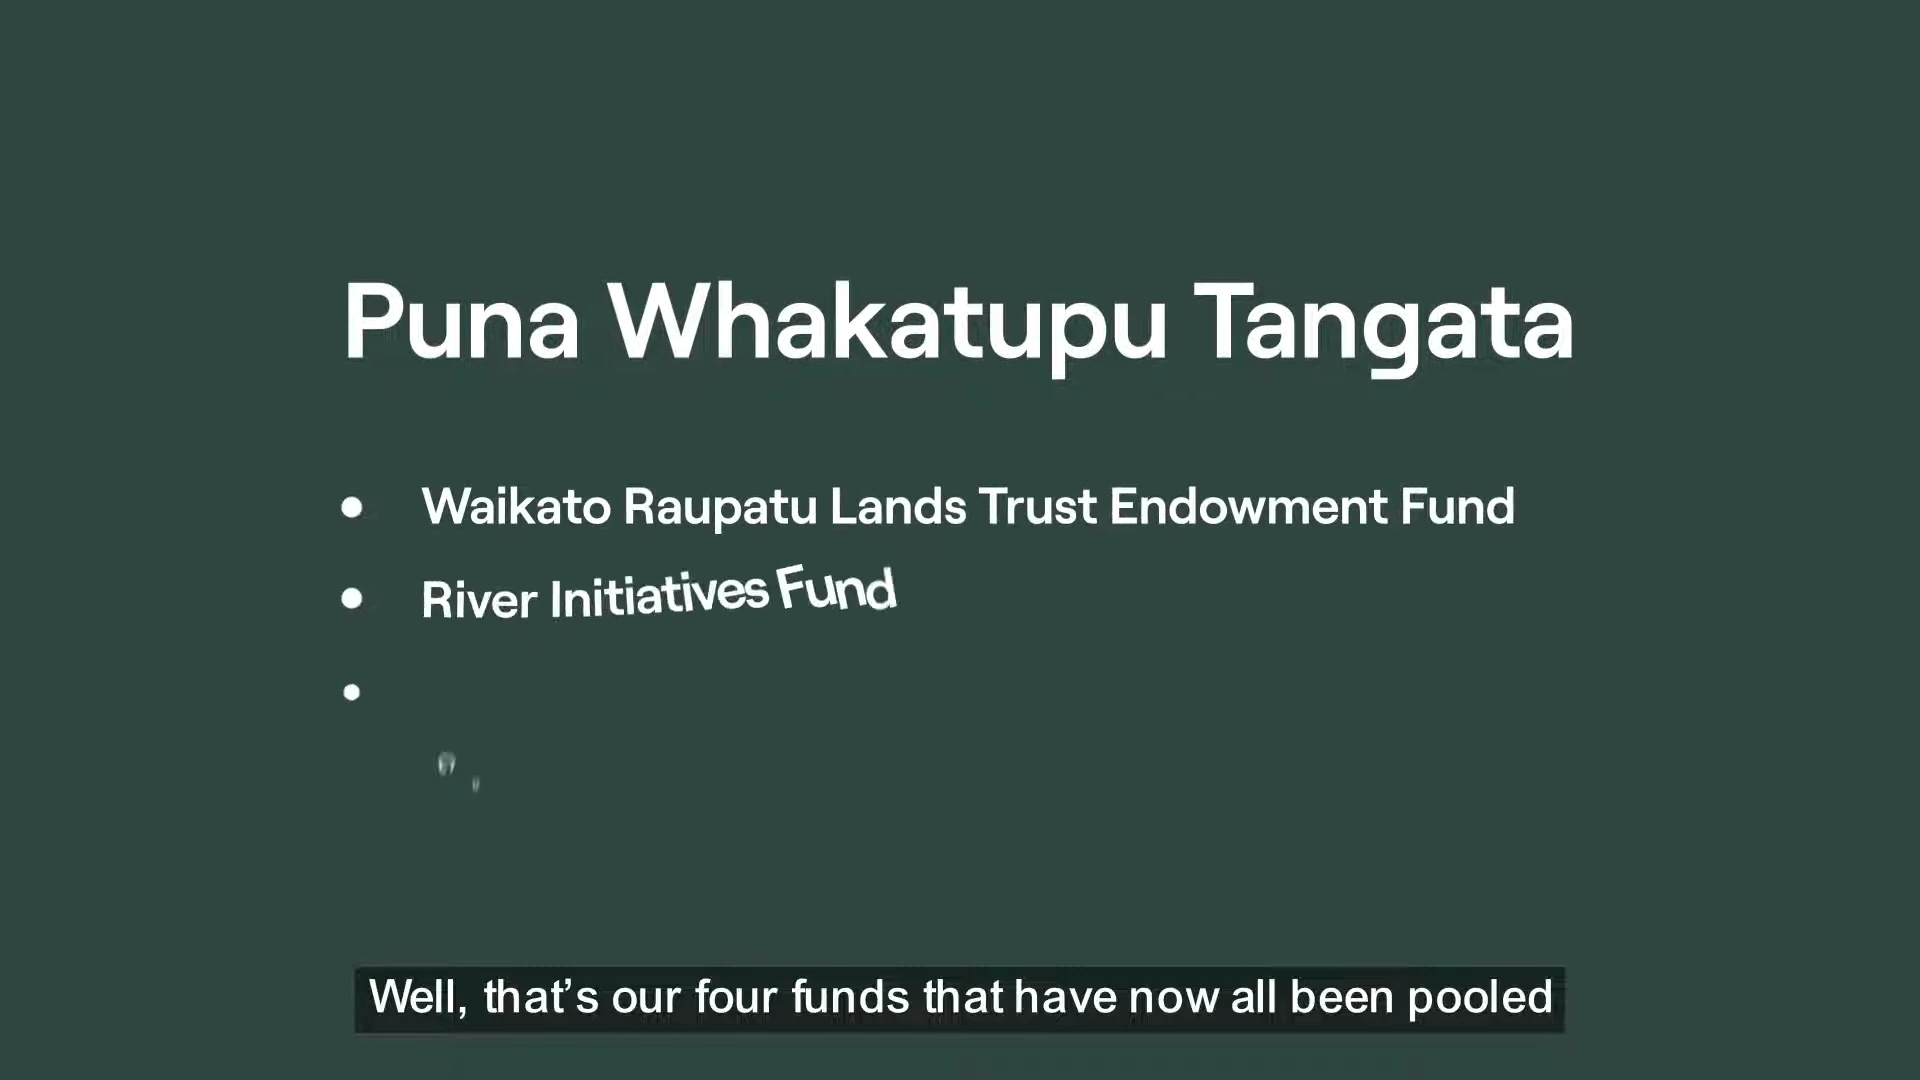 Puna Whakatupu Tangata
• Waikato Raupatu Lands Trust Endowment Fund
• River Initiatives Fund
•
Well, that’s our four funds that have now all been pooled